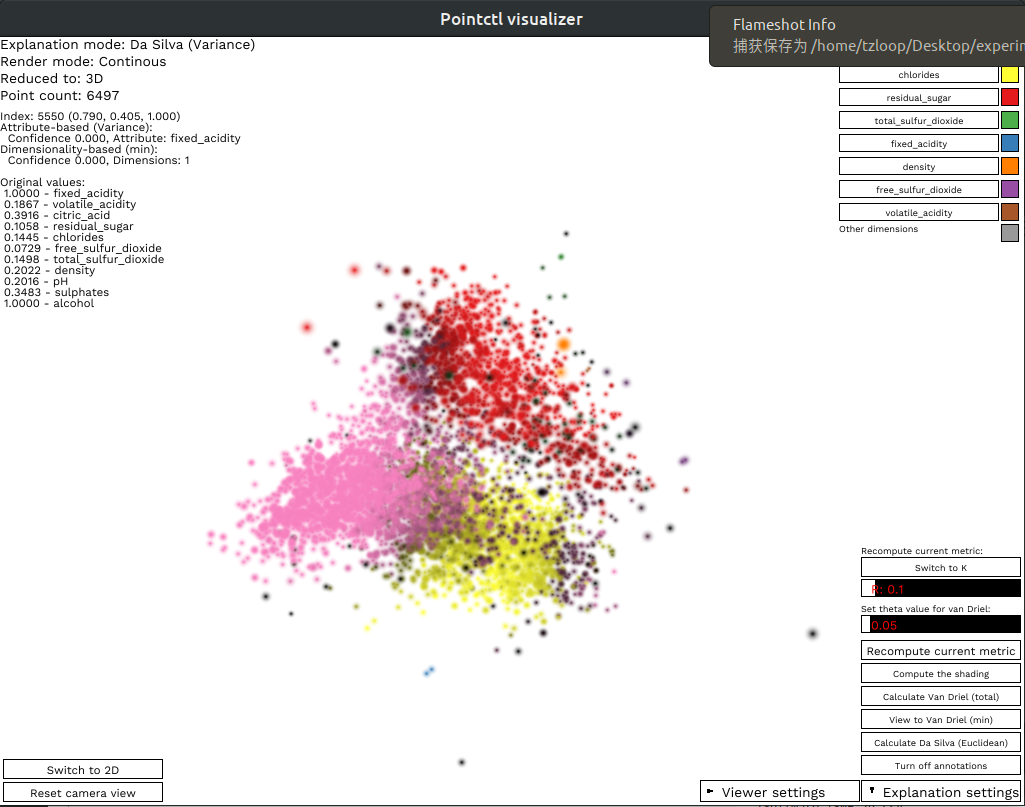 Pointctl visualizer
Flameshot Info
捕获保存为 /home/tzloop/Desktop/experim
Explanation mode: Da Silva (Variance)
Render mode: Continous
Reduced to: 3D
Point count: 6497
Index: 5550 (0.790, 0.405, 1.000)
Attribute-based (Variance):
Confidence 0.000, Attribute: fixed_acidity
Dimensionality-based (min):
Confidence 0.000, Dimensions: 1
Original values:
1.0000 - fixed_acidity
0.1867 - volatile_acidity
0.3916 - citric_acid
0.1058 - residual_sugar
0.1445 - chlorides
0.0729 - free_sulfur_dioxide
0.1498 - total_sulfur_dioxide
0.2022 - density
0.2016 - pH
0.3483 - sulphates
1.0000 - alcohol
chlorides
residual_sugar
total_sulfur_dioxide
fixed_acidity
density
free_sulfur_dioxide
volatile_acidity
Other dimensions
Recompute current metric:
Switch to K
R: 0.1
Set theta value for van Driel:
0.05
Recompute current metric
Compute the shading
Calculate Van Driel (total)
View to Van Driel (min)
Calculate Da Silva (Euclidean)
Turn off annotations
Switch to 2D
Reset camera view
Viewer settings
Explanation settings